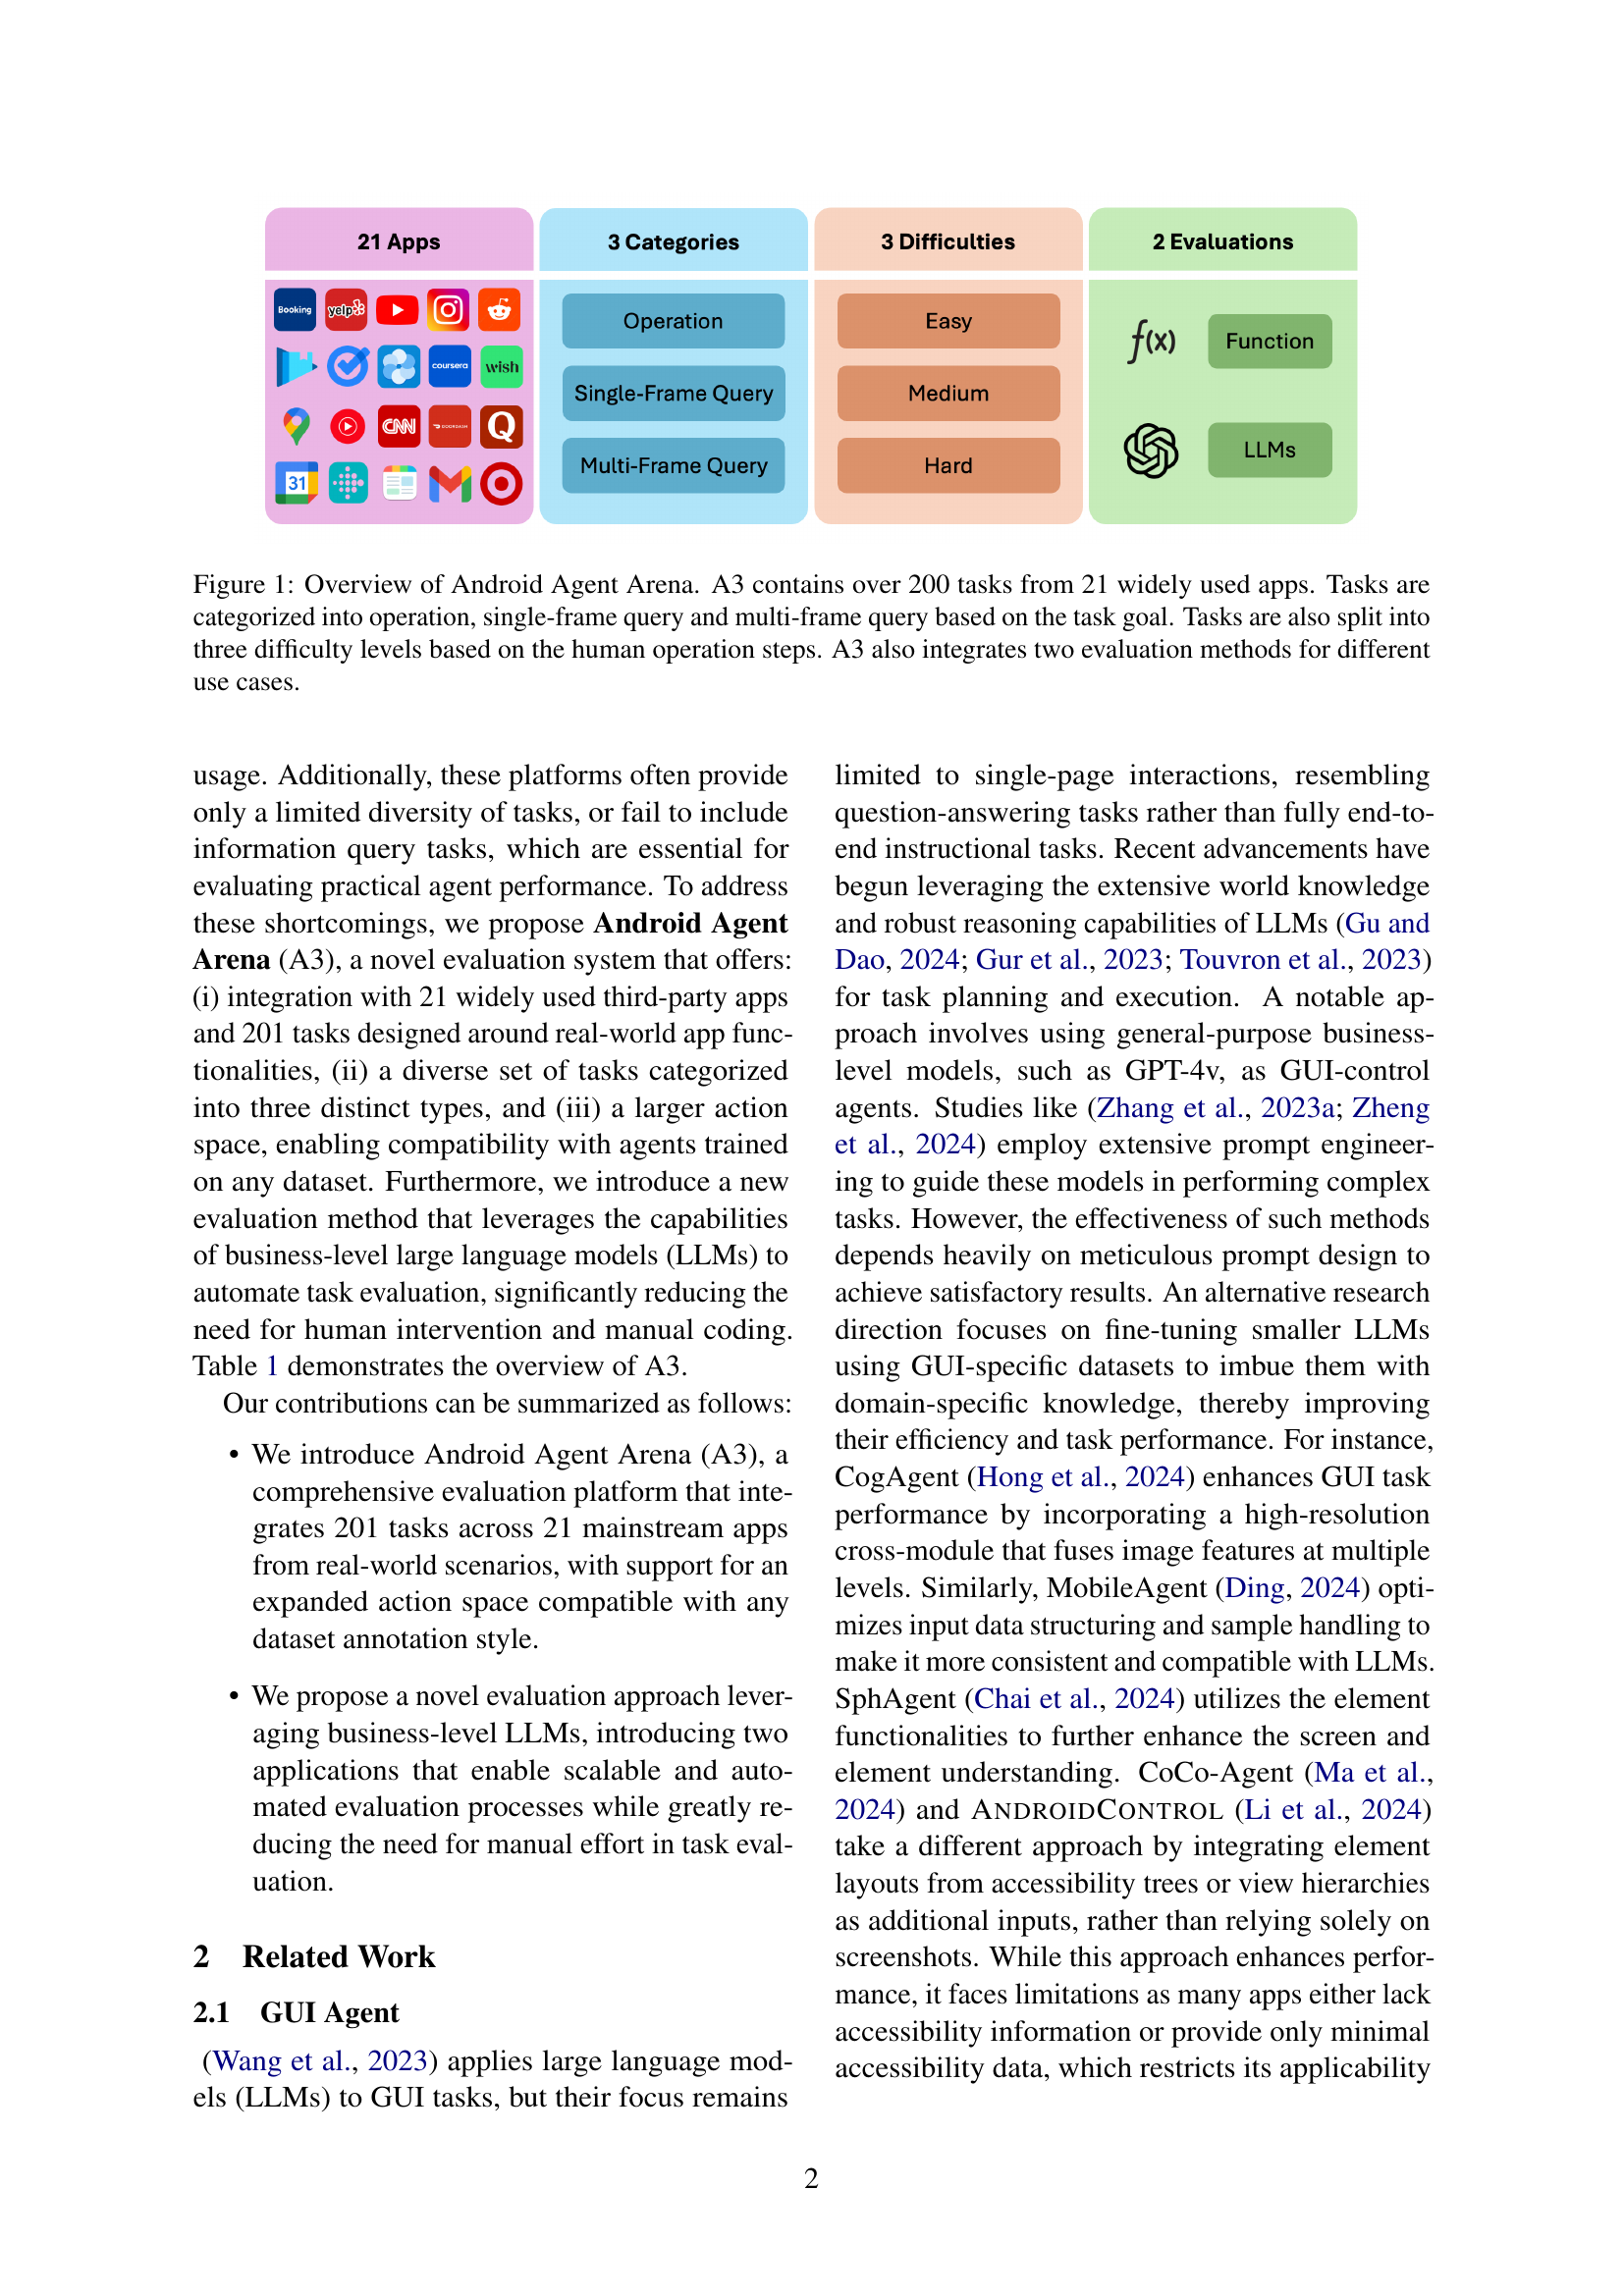 21 Apps
3 Categories
3 Difficulties
2 Evaluations
Booking
yelp
coursera
wish
CNN
DOORDASH
Q
31
Operation
Single-Frame Query
Multi-Frame Query
Easy
Medium
Hard
f(x)
Function
LLMs
Figure 1: Overview of Android Agent Arena. A3 contains over 200 tasks from 21 widely used apps. Tasks are
categorized into operation, single-frame query and multi-frame query based on the task goal. Tasks are also split into
three difficulty levels based on the human operation steps. A3 also integrates two evaluation methods for different
use cases.
usage. Additionally, these platforms often provide
only a limited diversity of tasks, or fail to include
information query tasks, which are essential for
evaluating practical agent performance. To address
these shortcomings, we propose Android Agent
Arena (A3), a novel evaluation system that offers:
(i) integration with 21 widely used third-party apps
and 201 tasks designed around real-world app func-
tionalities, (ii) a diverse set of tasks categorized
into three distinct types, and (iii) a larger action
space, enabling compatibility with agents trained
on any dataset. Furthermore, we introduce a new
evaluation method that leverages the capabilities
of business-level large language models (LLMs) to
automate task evaluation, significantly reducing the
need for human intervention and manual coding.
Table 1 demonstrates the overview of A3.
Our contributions can be summarized as follows:
• We introduce Android Agent Arena (A3), a
comprehensive evaluation platform that inte-
grates 201 tasks across 21 mainstream apps
from real-world scenarios, with support for an
expanded action space compatible with any
dataset annotation style.
• We propose a novel evaluation approach lever-
aging business-level LLMs, introducing two
applications that enable scalable and auto-
mated evaluation processes while greatly re-
ducing the need for manual effort in task eval-
uation.
2 Related Work
2.1 GUI Agent
(Wang et al., 2023) applies large language mod-
els (LLMs) to GUI tasks, but their focus remains
limited to single-page interactions, resembling
question-answering tasks rather than fully end-to-
end instructional tasks. Recent advancements have
begun leveraging the extensive world knowledge
and robust reasoning capabilities of LLMs (Gu and
Dao, 2024; Gur et al., 2023; Touvron et al., 2023)
for task planning and execution. A notable ap-
proach involves using general-purpose business-
level models, such as GPT-4v, as GUI-control
agents. Studies like (Zhang et al., 2023a; Zheng
et al., 2024) employ extensive prompt engineer-
ing to guide these models in performing complex
tasks. However, the effectiveness of such methods
depends heavily on meticulous prompt design to
achieve satisfactory results. An alternative research
direction focuses on fine-tuning smaller LLMs
using GUI-specific datasets to imbue them with
domain-specific knowledge, thereby improving
their efficiency and task performance. For instance,
CogAgent (Hong et al., 2024) enhances GUI task
performance by incorporating a high-resolution
cross-module that fuses image features at multiple
levels. Similarly, MobileAgent (Ding, 2024) opti-
mizes input data structuring and sample handling to
make it more consistent and compatible with LLMs.
SphAgent (Chai et al., 2024) utilizes the element
functionalities to further enhance the screen and
element understanding. CoCo-Agent (Ma et al.,
2024) and ANDROIDCONTROL (Li et al., 2024)
take a different approach by integrating element
layouts from accessibility trees or view hierarchies
as additional inputs, rather than relying solely on
screenshots. While this approach enhances perfor-
mance, it faces limitations as many apps either lack
accessibility information or provide only minimal
accessibility data, which restricts its applicability
2